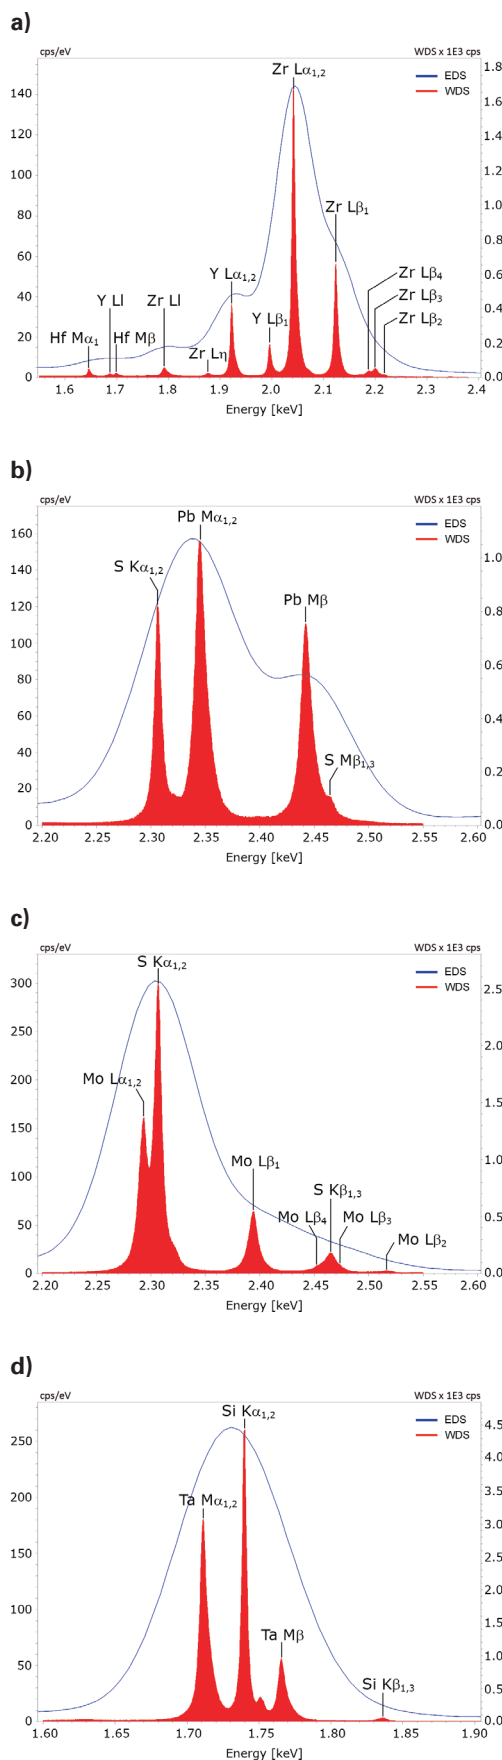 a)
cps/eV
WDS x 1E3 cps
Zr Lα1,2
EDS
WDS
1.8
140
1.6
120
1.4
100
1.2
1.0
80
Zr Lβ1
0.8
60
Y Lα1,2
Zr Lβ4
0.6
40
Y Ll
Zr Ll
Zr Lβ3
0.4
Hf Mα1
Hf Mβ
Y Lβ1
Zr Lβ2
20
Zr Lη
0.2
0
0.0
1.6 1.7 1.8 1.9 2.0 2.1 2.2 2.3 2.4
Energy [keV]
b)
cps/eV
WDS x 1E3 cps
Pb Mα1,2
EDS
WDS
160
140
1.0
S Kα1,2
120
Pb Mβ
0.8
100
0.6
80
60
0.4
S Mβ1,3
40
0.2
20
0
0.0
2.20 2.25 2.30 2.35 2.40 2.45 2.50 2.55 2.60
Energy [keV]
c)
cps/eV
WDS x 1E3 cps
S Kα1,2
EDS
WDS
300
2.5
250
2.0
Mo Lα1,2
200
1.5
150
Mo Lβ1
1.0
100
S Kβ1,3
Mo Lβ4
Mo Lβ3
0.5
50
Mo Lβ2
0
0.0
2.20 2.25 2.30 2.35 2.40 2.45 2.50 2.55 2.60
Energy [keV]
d)
cps/eV
WDS x 1E3 cps
Si Kα1,2
EDS
WDS
4.5
250
4.0
3.5
Ta Mα1,2
200
3.0
2.5
150
2.0
100
1.5
Ta Mβ
1.0
50
Si Kβ1,3
0.5
0
0.0
1.60 1.65 1.70 1.75 1.80 1.85 1.90
Energy [keV]